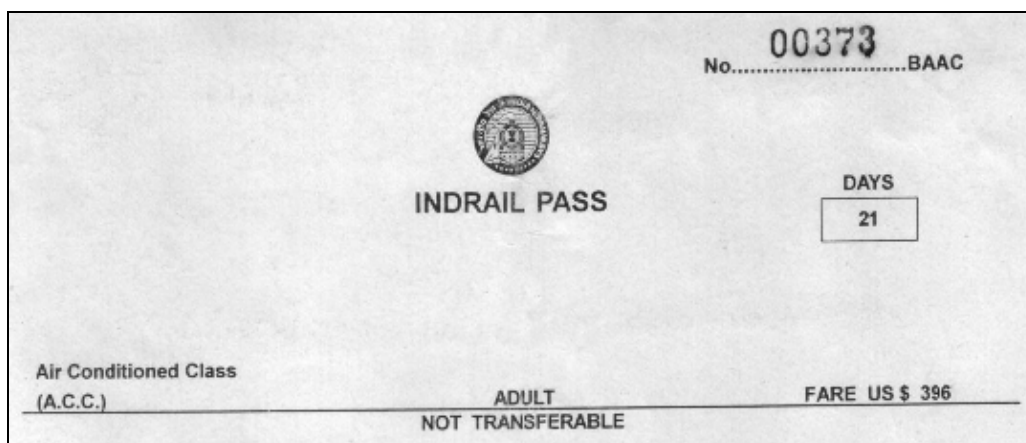 00373
No..........................BAAC
INDRAIL PASS
DAYS
21
Air Conditioned Class
(A.C.C.)
ADULT
FARE US $ 396
NOT TRANSFERABLE